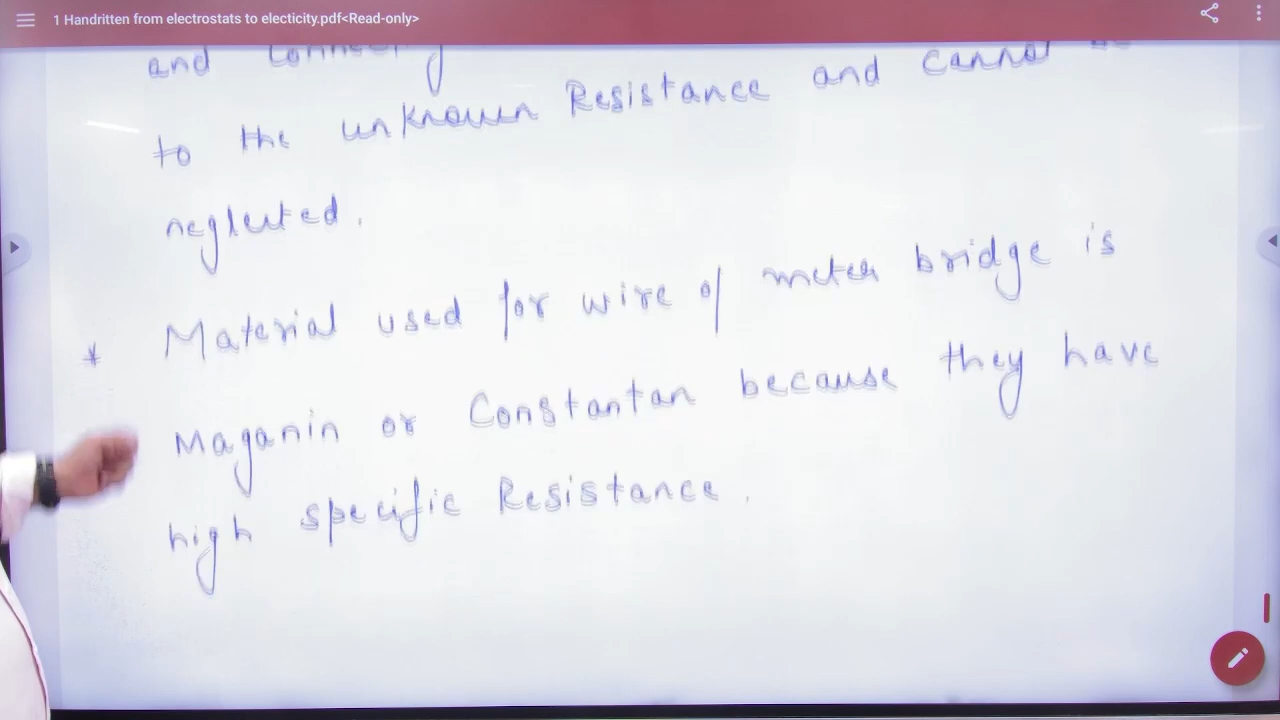 1 Handritten from electrostats to electicity.pdf<Read-only>
and
to the unknown Resistance and cannot
neglected.
* Material used for wire of meter bridge is
Maganin or Constantan because they have
high specific Resistance.